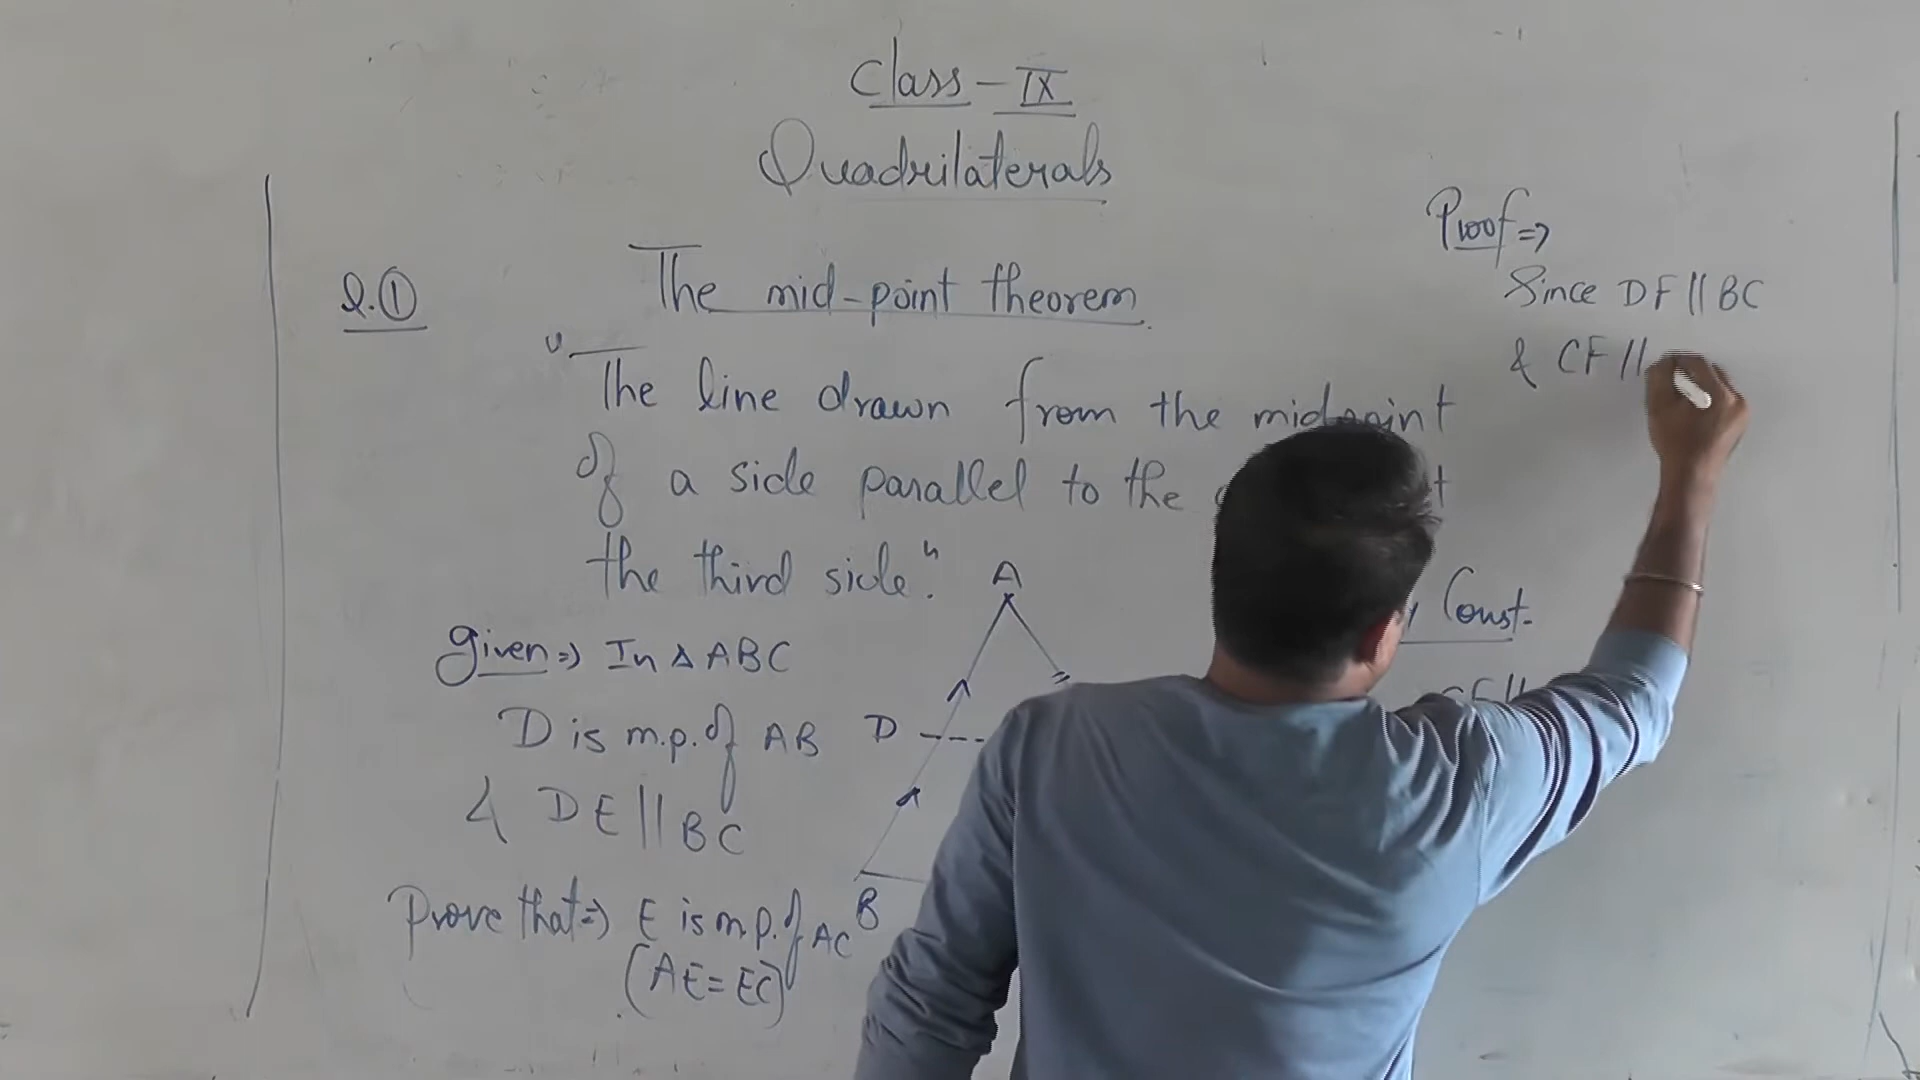 Class - IX
Quadrilaterals
Q.①
The mid-point theorem
"The line drawn from the midpoint
of a side parallel to the
the third side."
given => In Δ ABC
D is m.p. of AB
& DE || BC
Prove that => E is m.p. of AC
(AE = EC)
A
D
B
Const.
CF ||
Proof =>
Since DF || BC
& CF ||